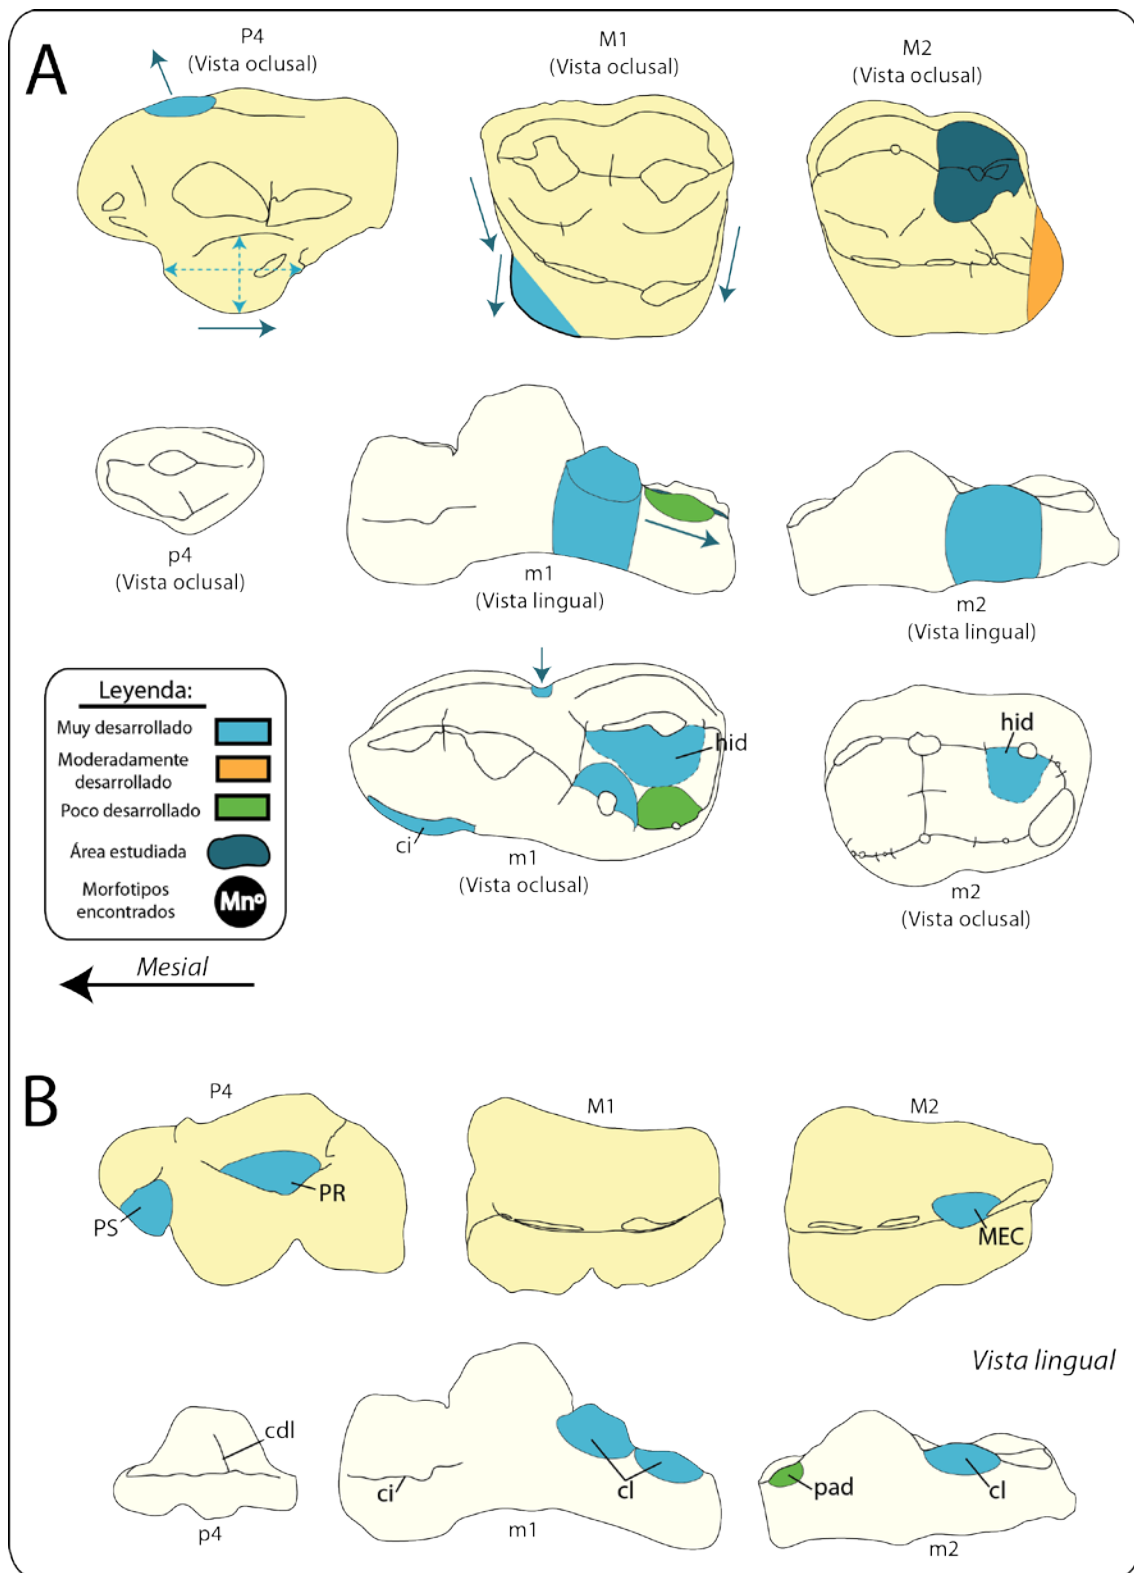 A
P4
(Vista oclusal)
M1
(Vista oclusal)
M2
(Vista oclusal)
p4
(Vista oclusal)
m1
(Vista lingual)
m2
(Vista lingual)
Leyenda:
Muy desarrollado
Moderadamente
desarrollado
Poco desarrollado
Área estudiada
Morfotipos
encontrados
Mnº
hid
ci
m1
(Vista oclusal)
hid
m2
(Vista oclusal)
Mesial
B
P4
PS
PR
M1
M2
MEC
Vista lingual
cdl
p4
ci
cl
m1
pad
cl
m2